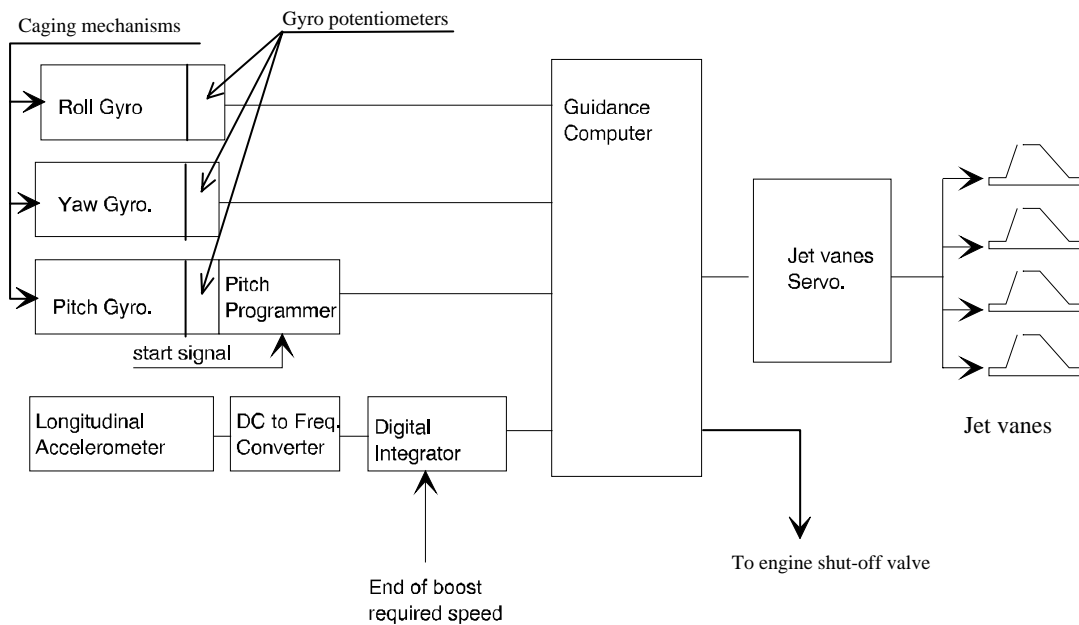 Caging mechanisms
Gyro potentiometers
Roll Gyro
Yaw Gyro.
Pitch Gyro.
Pitch
Programmer
start signal
Longitudinal
Accelerometer
DC to Freq.
Converter
Digital
Integrator
End of boost
required speed
Guidance
Computer
Jet vanes
Servo.
Jet vanes
To engine shut-off valve